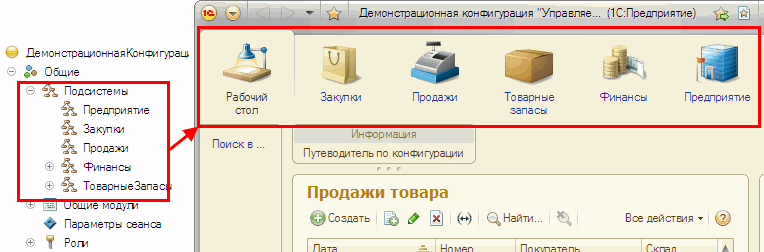 ДемонстрационнаяКонфигураци
Общие
Подсистемы
Предприятие
Закупки
Продажи
Финансы
ТоварныеЗапасы
Общие модули
Параметры сеанса
Роли
Демонстрационная конфигурация "Управляе... (1С:Предприятие)
Рабочий
стол
Закупки
Продажи
Товарные
запасы
Финансы
Предприятие
Поиск в ...
Информация
Путеводитель по конфигурации
Продажи товара
Создать
Найти...
Все действия
Дата
Номер
Покупатель
Склад